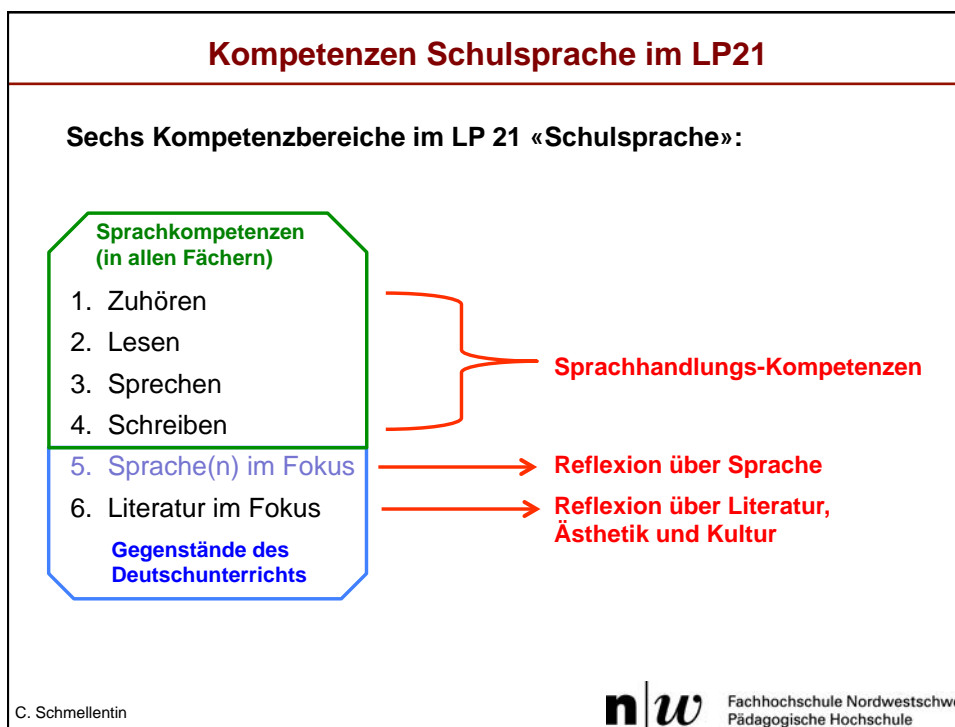 Kompetenzen Schulsprache im LP21
Sechs Kompetenzbereiche im LP 21 «Schulsprache»:
Sprachkompetenzen
(in allen Fächern)
1. Zuhören
2. Lesen
3. Sprechen
4. Schreiben
Sprachhandlungs-Kompetenzen
5. Sprache(n) im Fokus
Reflexion über Sprache
6. Literatur im Fokus
Reflexion über Literatur,
Ästhetik und Kultur
Gegenstände des
Deutschunterrichts
C. Schmellentin
n|w
Fachhochschule Nordwestschwe
Pädagogische Hochschule